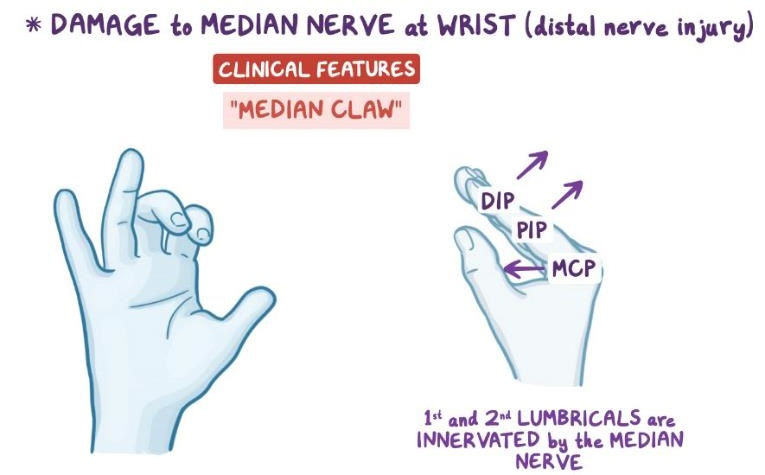 * DAMAGE to MEDIAN NERVE at WRIST (distal nerve injury)
CLINICAL FEATURES
"MEDIAN CLAW"
DIP
PIP
MCP
1st and 2nd LUMBRICALS are
INNERVATED by the MEDIAN
NERVE